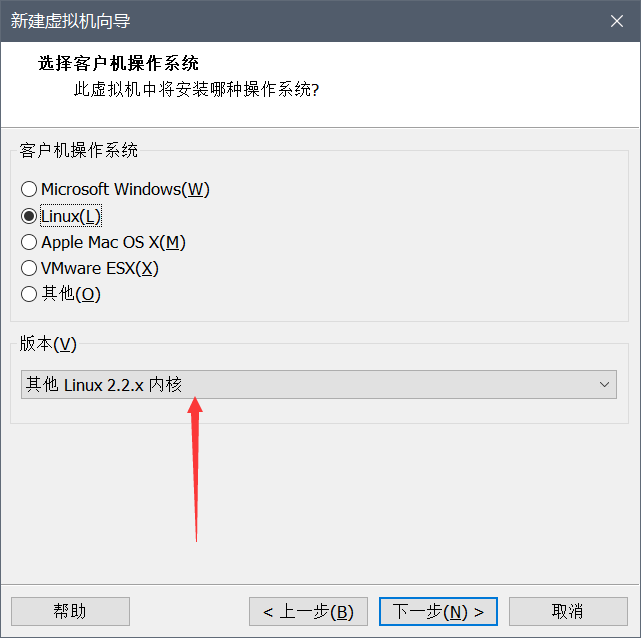 新建虚拟机向导
选择客户机操作系统
此虚拟机中将安装哪种操作系统?
客户机操作系统
Microsoft Windows(W)
Linux(L)
Apple Mac OS X(M)
VMware ESX(X)
其他(O)
版本(V)
其他 Linux 2.2.x 内核
帮助
< 上一步(B)
下一步(N) >
取消